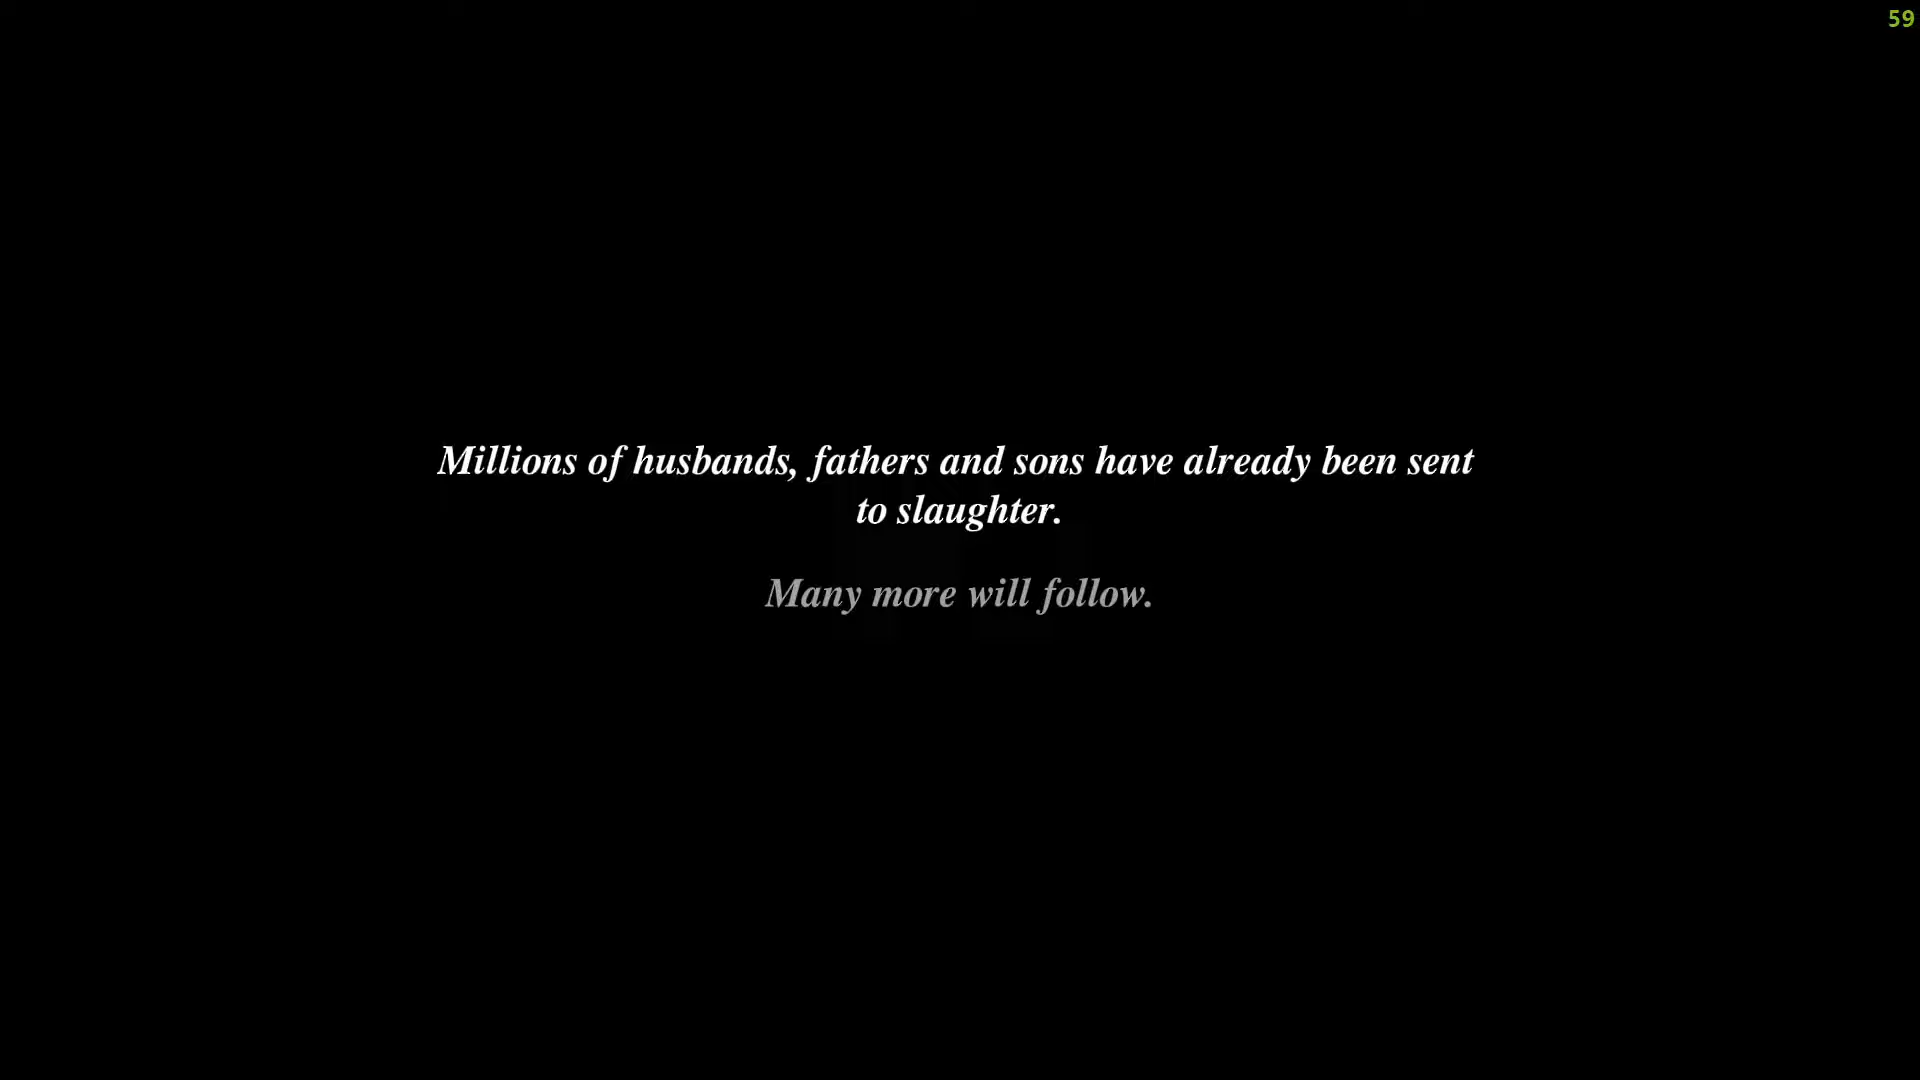 59
Millions of husbands, fathers and sons have already been sent
to slaughter.
Many more will follow.